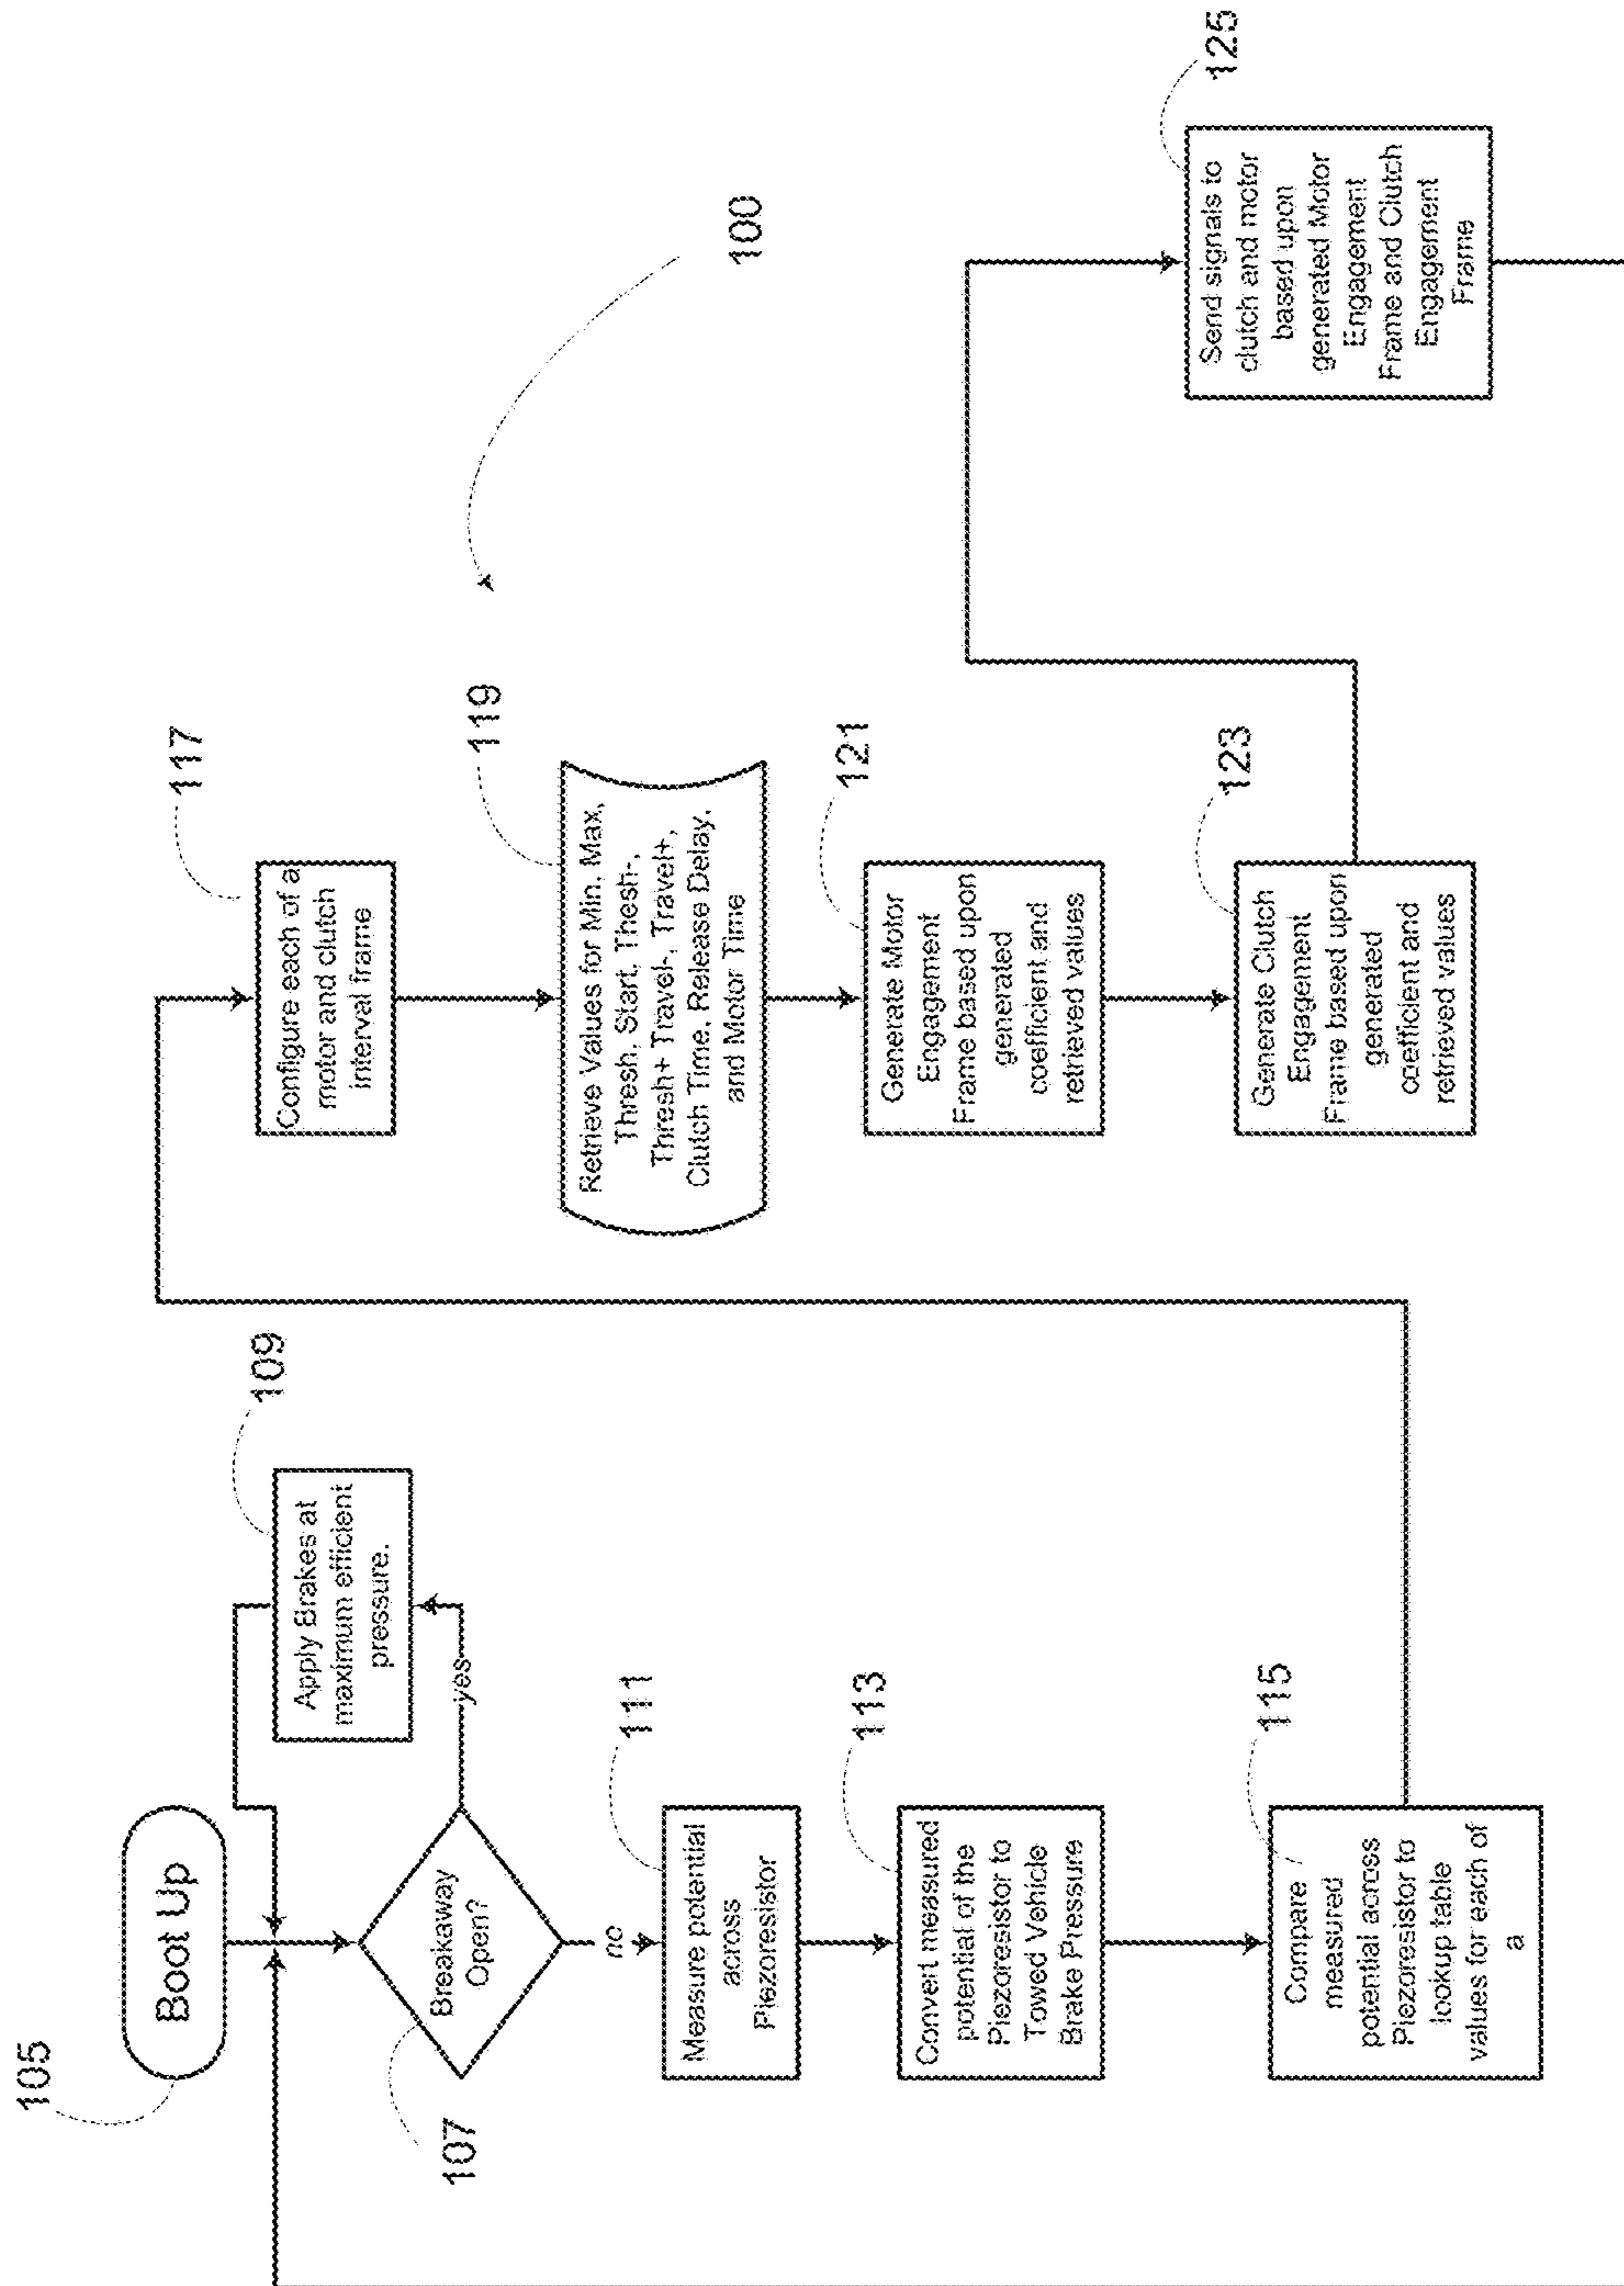 105
Boot Up
107
Breakaway
Open?
yes
109
Apply Brakes at
maximum efficient
pressure.
no
111
Measure potential
across
Piezoresistor
113
Convert measured
potential of the
Piezoresistor to
Towed Vehicle
Brake Pressure
115
Compare
measured
potential across
Piezoresistor to
lookup table
values for each of
a
117
Configure each of a
motor and clutch
interval frame
100
119
Retrieve Values for Min, Max,
Thresh, Start, Thesh-,
Thresh+ Travel-, Travel+,
Clutch Time, Release Delay,
and Motor Time
121
Generate Motor
Engagement
Frame based upon
generated
coefficient and
retrieved values
123
Generate Clutch
Engagement
Frame based upon
generated
coefficient and
retrieved values
125
Send signals to
clutch and motor
based upon
generated Motor
Engagement
Frame and Clutch
Engagement
Frame